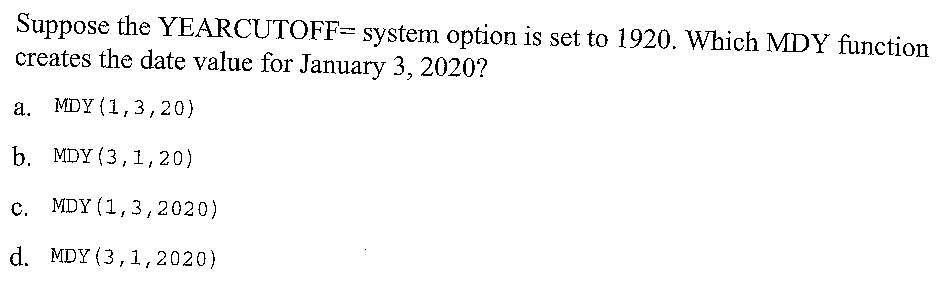 Suppose the YEARCUTOFF= system option is set to 1920. Which MDY function
creates the date value for January 3, 2020?
a. MDY(1,3,20)
b. MDY(3,1,20)
c. MDY(1,3,2020)
d. MDY(3,1,2020)